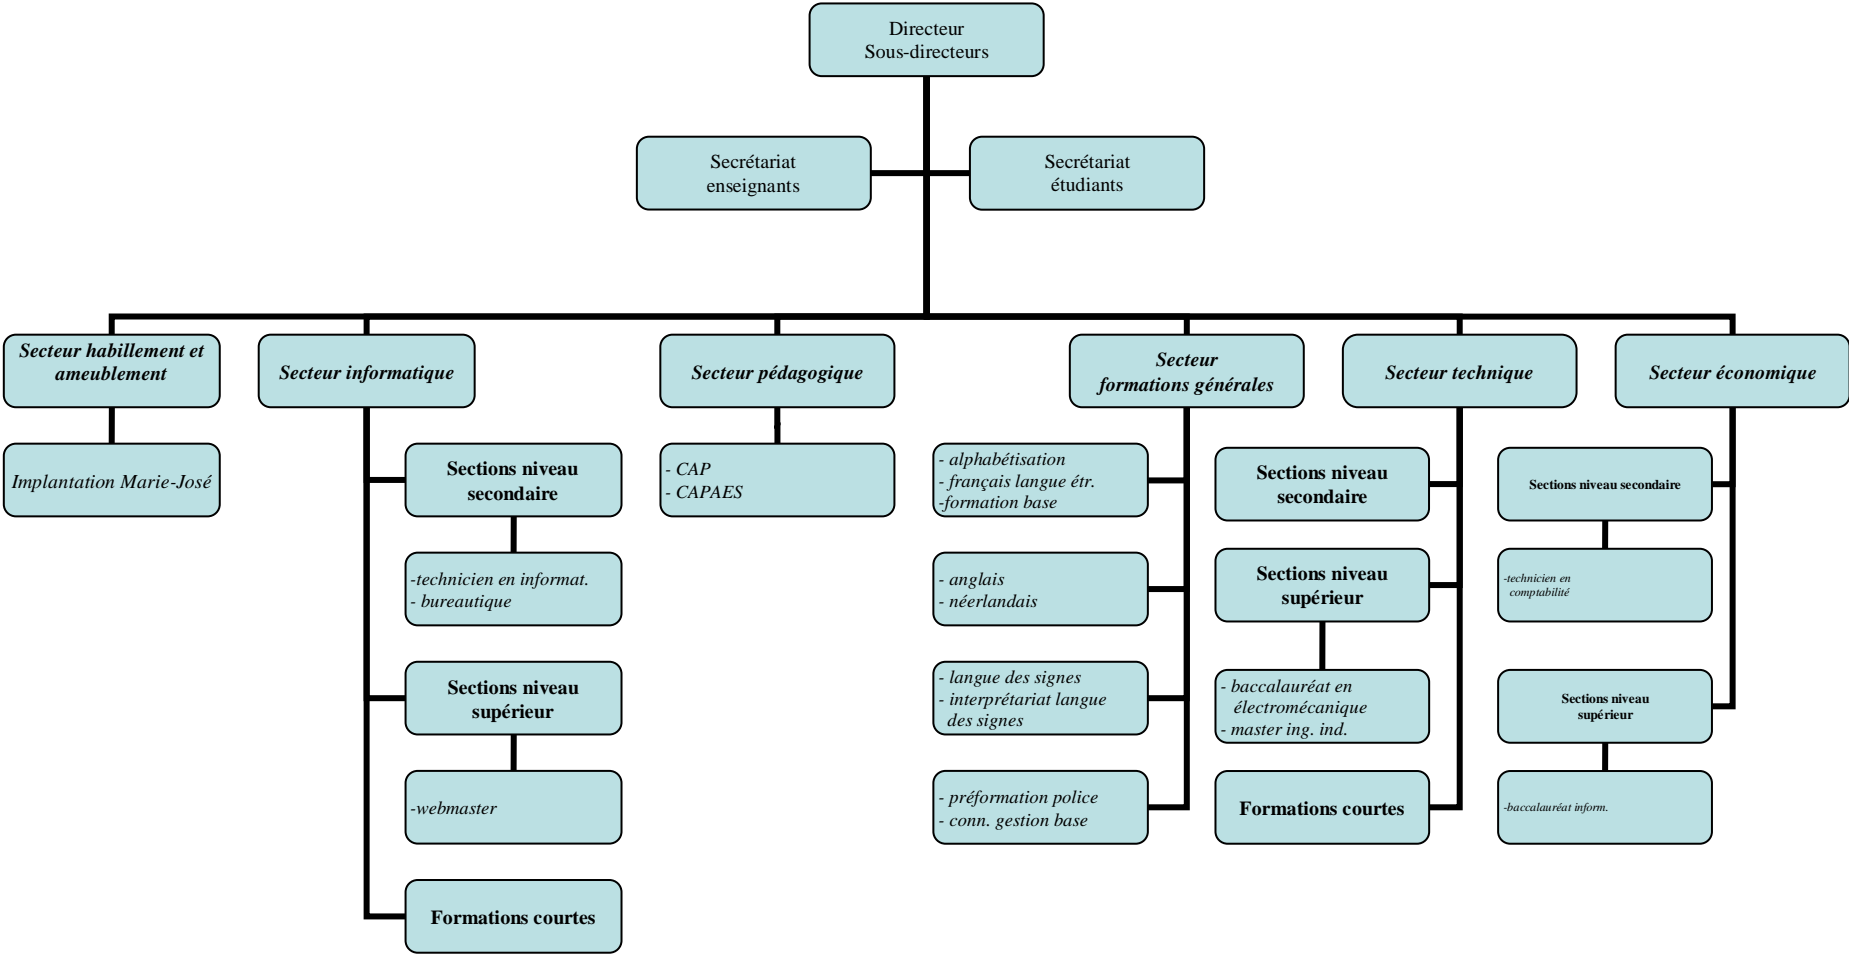 Directeur
Sous-directeurs
Secrétariat
enseignants
Secrétariat
étudiants
Secteur habillement et
ameublement
Implantation Marie-José
Secteur informatique
Sections niveau
secondaire
-technicien en informat.
- bureautique
Sections niveau
supérieur
-webmaster
Formations courtes
Secteur pédagogique
- CAP
- CAPAES
Secteur
formations générales
- alphabétisation
- français langue étr.
-formation base
- anglais
- néerlandais
- langue des signes
- interprétariat langue
des signes
- préformation police
- conn. gestion base
Secteur technique
Sections niveau
secondaire
Sections niveau
supérieur
- baccalauréat en
électromécanique
- master ing. ind.
Formations courtes
Secteur économique
Sections niveau secondaire
-technicien en
comptabilité
Sections niveau
supérieur
-baccalauréat inform.